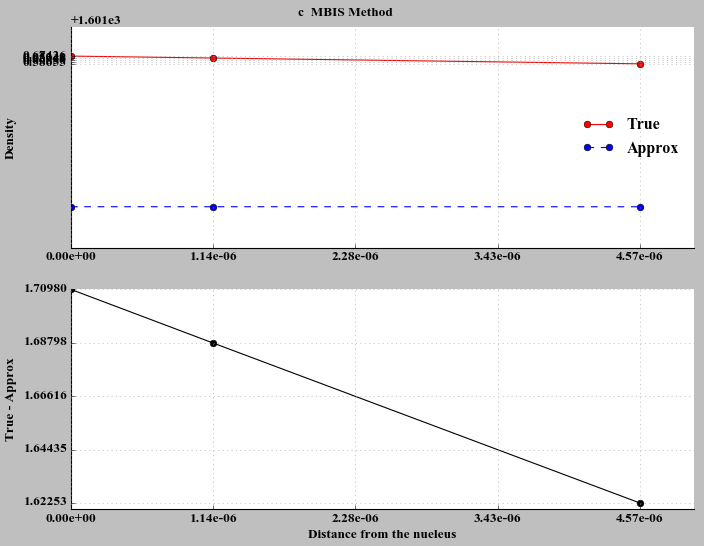 c MBIS Method
+1.601e3
Density
True
Approx
0.00e+00 1.14e-06 2.28e-06 3.43e-06 4.57e-06
True - Approx
1.70980
1.68798
1.66616
1.64435
1.62253
0.00e+00 1.14e-06 2.28e-06 3.43e-06 4.57e-06
Distance from the nueleus